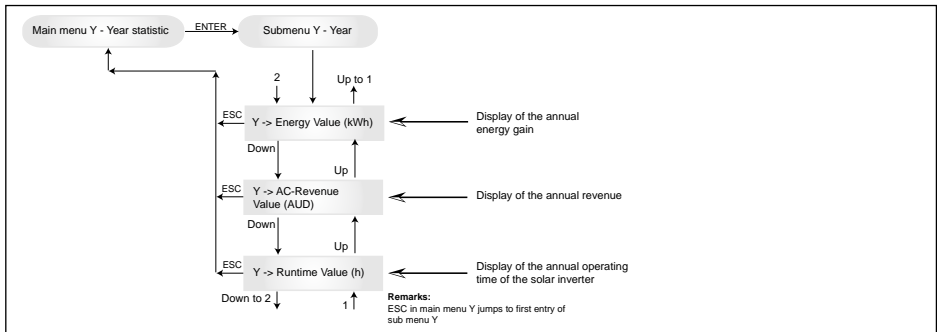 Main menu Y - Year statistic
ENTER
Submenu Y - Year
2
Up to 1
ESC
Y -> Energy Value (kWh)
Display of the annual
energy gain
Down
Up
ESC
Y -> AC-Revenue
Value (AUD)
Display of the annual revenue
Down
Up
ESC
Y -> Runtime Value (h)
Display of the annual operating
time of the solar inverter
Down to 2
1
Remarks:
ESC in main menu Y jumps to first entry of
sub menu Y